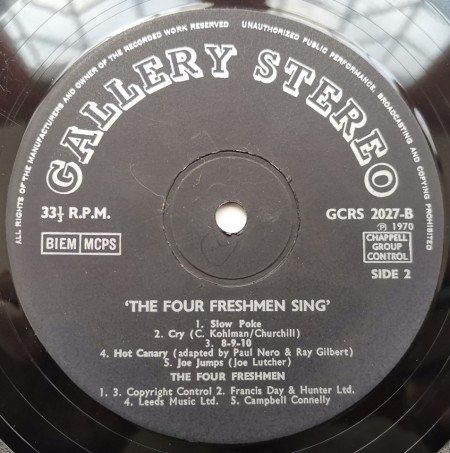 ALL RIGHTS OF THE MANUFACTURERS AND OWNER OF THE RECORDED WORK RESERVED
UNAUTHORIZED PUBLIC PERFORMANCE, BROADCASTING AND COPYING PROHIBITED
GALLERY STEREO
33⅓ R.P.M.
GCRS 2027-B
Ⓟ 1970
BIEM MCPS
CHAPPELL
GROUP
CONTROL
SIDE 2
'THE FOUR FRESHMEN SING'
1. Slow Poke
2. Cry (C. Kohlman/Churchill)
3. 8-9-10
4. Hot Canary (adapted by Paul Nero & Ray Gilbert)
5. Joe Jumps (Joe Lutcher)
THE FOUR FRESHMEN
1. 3. Copyright Control 2. Francis Day & Hunter Ltd.
4. Leeds Music Ltd. 5. Campbell Connelly